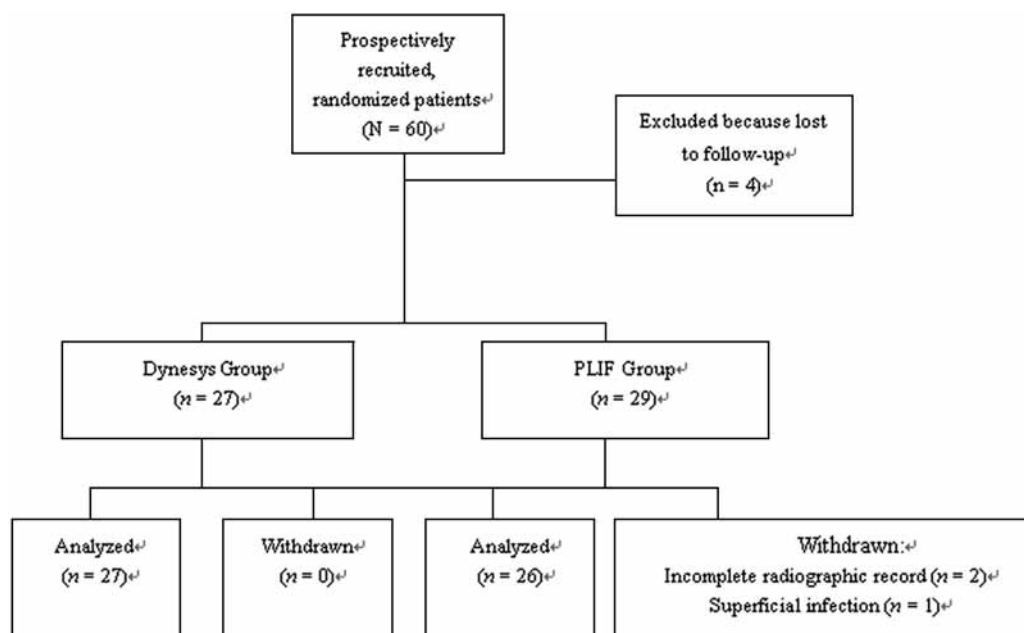 Prospectively
recruited,
randomized patients↵
(N = 60)↵
Excluded because lost
to follow-up↵
(n = 4)↵
Dynesys Group↵
(n = 27)↵
PLIF Group↵
(n = 29)↵
Analyzed↵
(n = 27)↵
Withdrawn↵
(n = 0)↵
Analyzed↵
(n = 26)↵
Withdrawn:↵
Incomplete radiographic record (n = 2)↵
Superficial infection (n = 1)↵